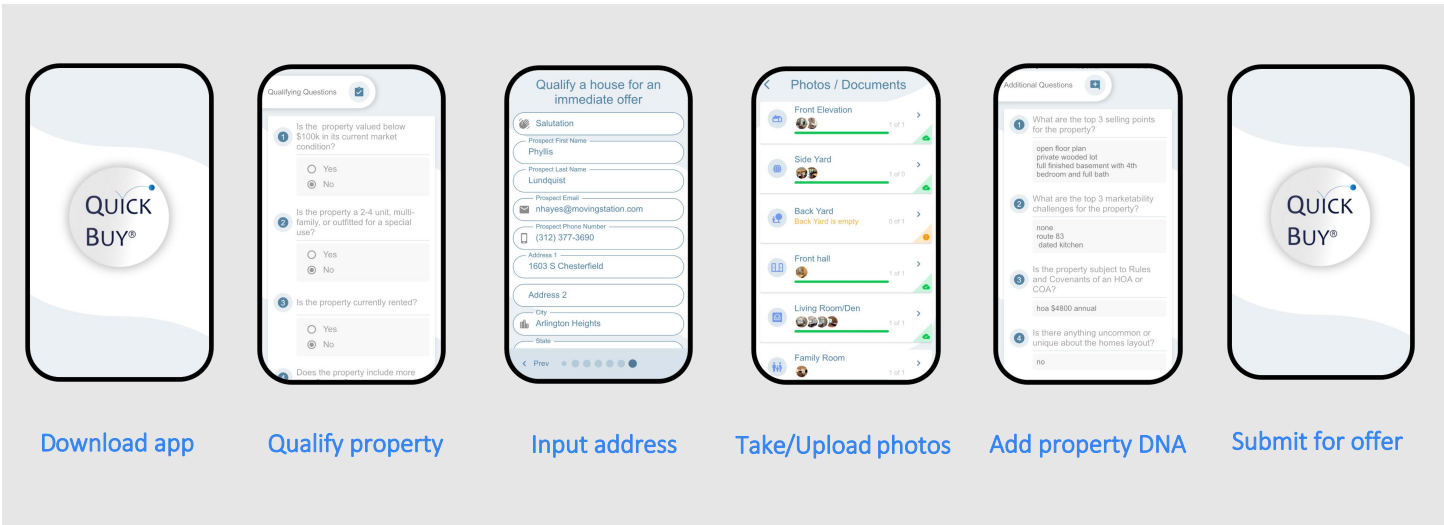 QUICK
BUY®
Qualifying Questions
1
Is the property valued below
$100k in its current market
condition?
Yes
No
2
Is the property a 2-4 unit, multi-
family, or outfitted for a special
use?
Yes
No
3
Is the property currently rented?
Yes
No
Does the property include more
Qualify a house for an
immediate offer
Salutation
Prospect First Name
Phyllis
Prospect Last Name
Lundquist
Prospect Email
nhayes@movingstation.com
Prospect Phone Number
(312) 377-3690
Address 1
1603 S Chesterfield
Address 2
City
Arlington Heights
State
Prev
Photos / Documents
Front Elevation
1 of 1
Side Yard
1 of 0
Back Yard
Back Yard is empty
0 of 1
Front hall
1 of 1
Living Room/Den
1 of 1
Family Room
1 of 1
Additional Questions
1
What are the top 3 selling points
for the property?
open floor plan
private wooded lot
full finished basement with 4th
bedroom and full bath
2
What are the top 3 marketability
challenges for the property?
none
route 83
dated kitchen
3
Is the property subject to Rules
and Covenants of an HOA or
COA?
hoa $4800 annual
4
Is there anything uncommon or
unique about the homes layout?
no
QUICK
BUY®
Download app
Qualify property
Input address
Take/Upload photos
Add property DNA
Submit for offer